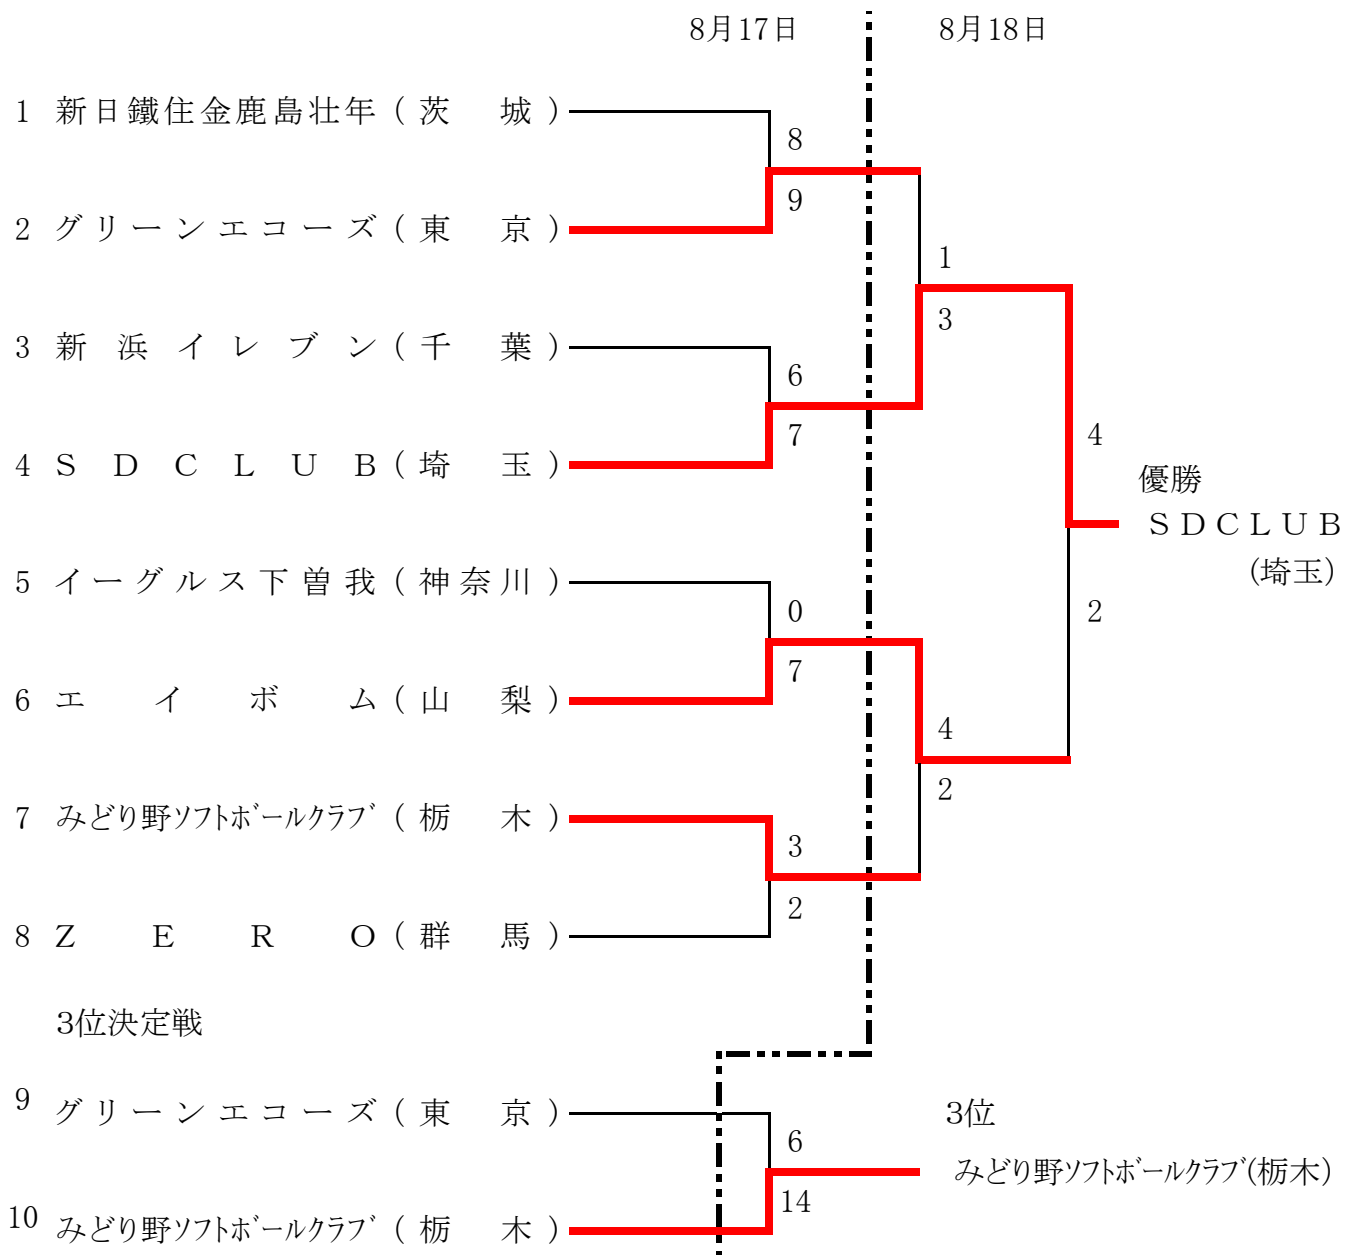 8月17日 8月18日
1 新日鐵住金鹿島壮年 ( 茨 城 )
8
9
2 グリーンエコーズ ( 東 京 )
1
3
3 新浜イレブン ( 千 葉 )
6
7
4 SDCLUB ( 埼 玉 )
4
優勝
SDCLUB
(埼玉)
2
5 イーグルス下曽我 ( 神奈川 )
0
7
6 エイボム ( 山 梨 )
4
2
7 みどり野ソフトボールクラブ ( 栃 木 )
3
2
8 ZERO ( 群 馬 )
3位決定戦
9 グリーンエコーズ ( 東 京 )
6
14
3位
みどり野ソフトボールクラブ(栃木)
10 みどり野ソフトボールクラブ ( 栃 木 )